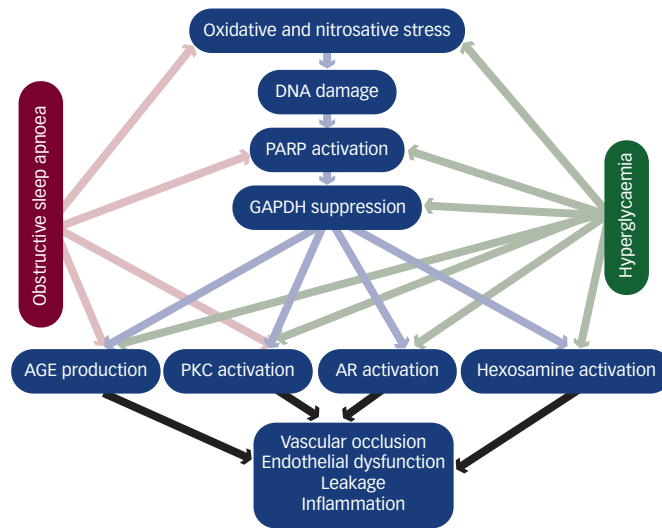 Oxidative and nitrosative stress
DNA damage
PARP activation
GAPDH suppression
Obstructive sleep apnoea
Hyperglycaemia
AGE production
PKC activation
AR activation
Hexosamine activation
Vascular occlusion
Endothelial dysfunction
Leakage
Inflammation